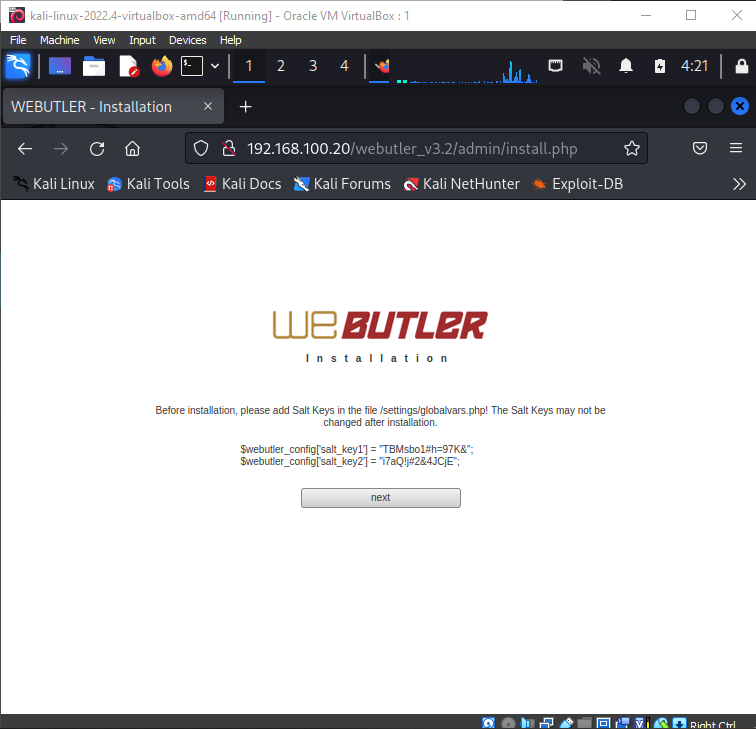 kali-linux-2022.4-virtualbox-amd64 [Running] - Oracle VM VirtualBox : 1
File Machine View Input Devices Help
1 2 3 4 4:21
WEBUTLER - Installation
192.168.100.20/webutler_v3.2/admin/install.php
Kali Linux Kali Tools Kali Docs Kali Forums Kali NetHunter Exploit-DB
WEBUTLER
Installation
Before installation, please add Salt Keys in the file /settings/globalvars.php! The Salt Keys may not be
changed after installation.
$webutler_config['salt_key1'] = "TBMsbo1#h=97K&";
$webutler_config['salt_key2'] = "i7aQ!j#2&4JCjE";
next
Right Ctrl